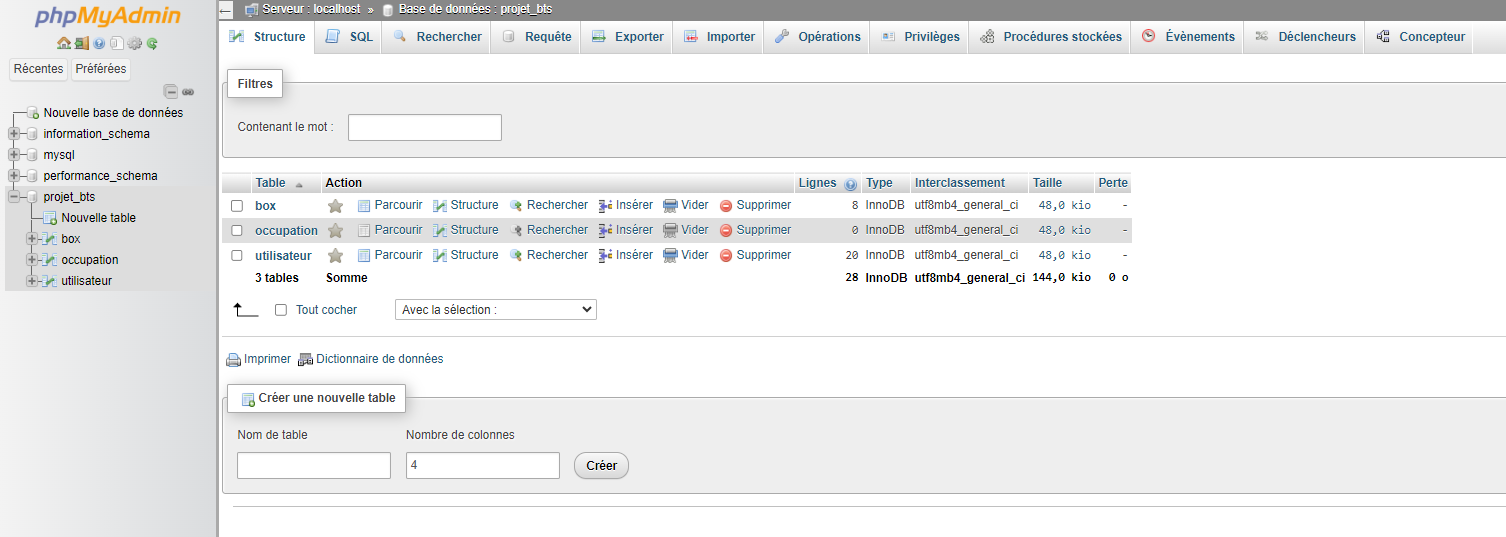 phpMyAdmin
Récentes Préférées
Nouvelle base de données
information_schema
mysql
performance_schema
projet_bts
Nouvelle table
box
occupation
utilisateur
Serveur : localhost » Base de données : projet_bts
Structure SQL Rechercher Requête Exporter Importer Opérations Privilèges Procédures stockées Évènements Déclencheurs Concepteur
Filtres
Contenant le mot :
Table Action Lignes Type Interclassement Taille Perte
box Parcourir Structure Rechercher Insérer Vider Supprimer 8 InnoDB utf8mb4_general_ci 48,0 kio -
occupation Parcourir Structure Rechercher Insérer Vider Supprimer 0 InnoDB utf8mb4_general_ci 48,0 kio -
utilisateur Parcourir Structure Rechercher Insérer Vider Supprimer 20 InnoDB utf8mb4_general_ci 48,0 kio -
3 tables Somme 28 InnoDB utf8mb4_general_ci 144,0 kio 0 o
Tout cocher Avec la sélection :
Imprimer Dictionnaire de données
Créer une nouvelle table
Nom de table Nombre de colonnes
4 Créer